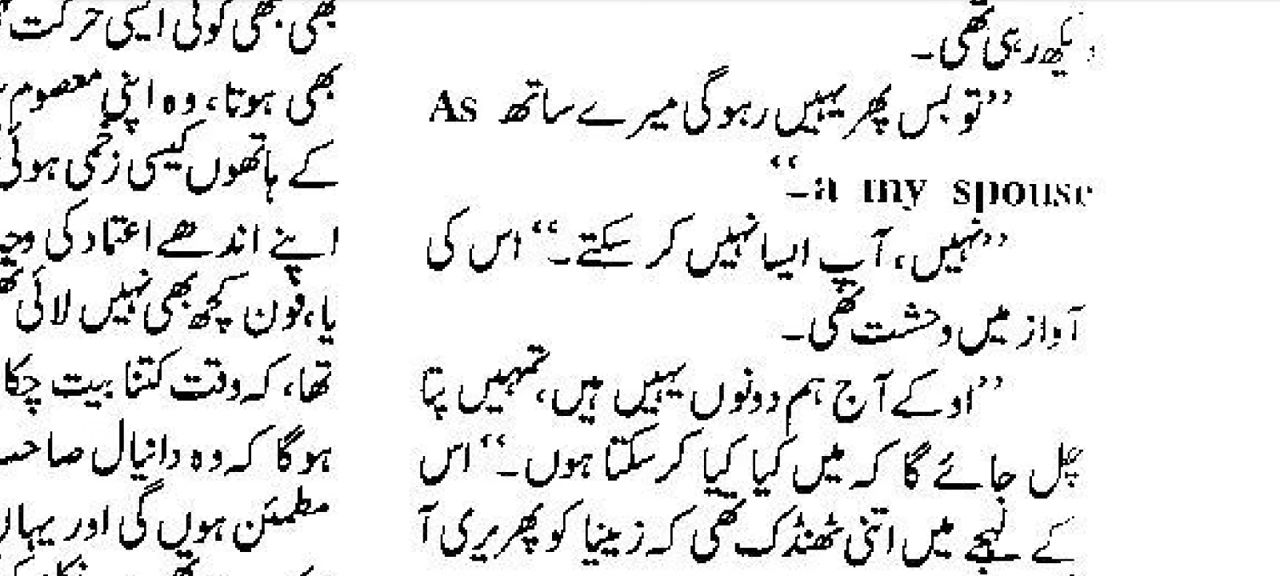 دیکھ رہی تھی۔
”تو بس پھر یہیں رہو گی میرے ساتھ As
a my spouse۔“
”نہیں، آپ ایسا نہیں کر سکتے۔“ اس کی
آواز میں وحشت تھی۔
”اوکے آج ہم دونوں یہیں ہیں، تمہیں پتا
چل جائے گا کہ میں کیا کیا کر سکتا ہوں۔“ اس
کے لہجے میں اتنی ٹھنڈک تھی کہ زینیا کو پھریری آ
بھی بھی کوئی ایسی حرکت
بھی ہوتا، وہ اپنی معصوم
کے ہاتھوں کیسی زخمی ہوئی
اپنے اندھے اعتماد کی
یا، فون کچھ بھی نہیں لائی
تھا، کہ وقت کتنا بیت چکا
ہوگا کہ وہ دانیال
مطمئن ہوں گی اور یہاں